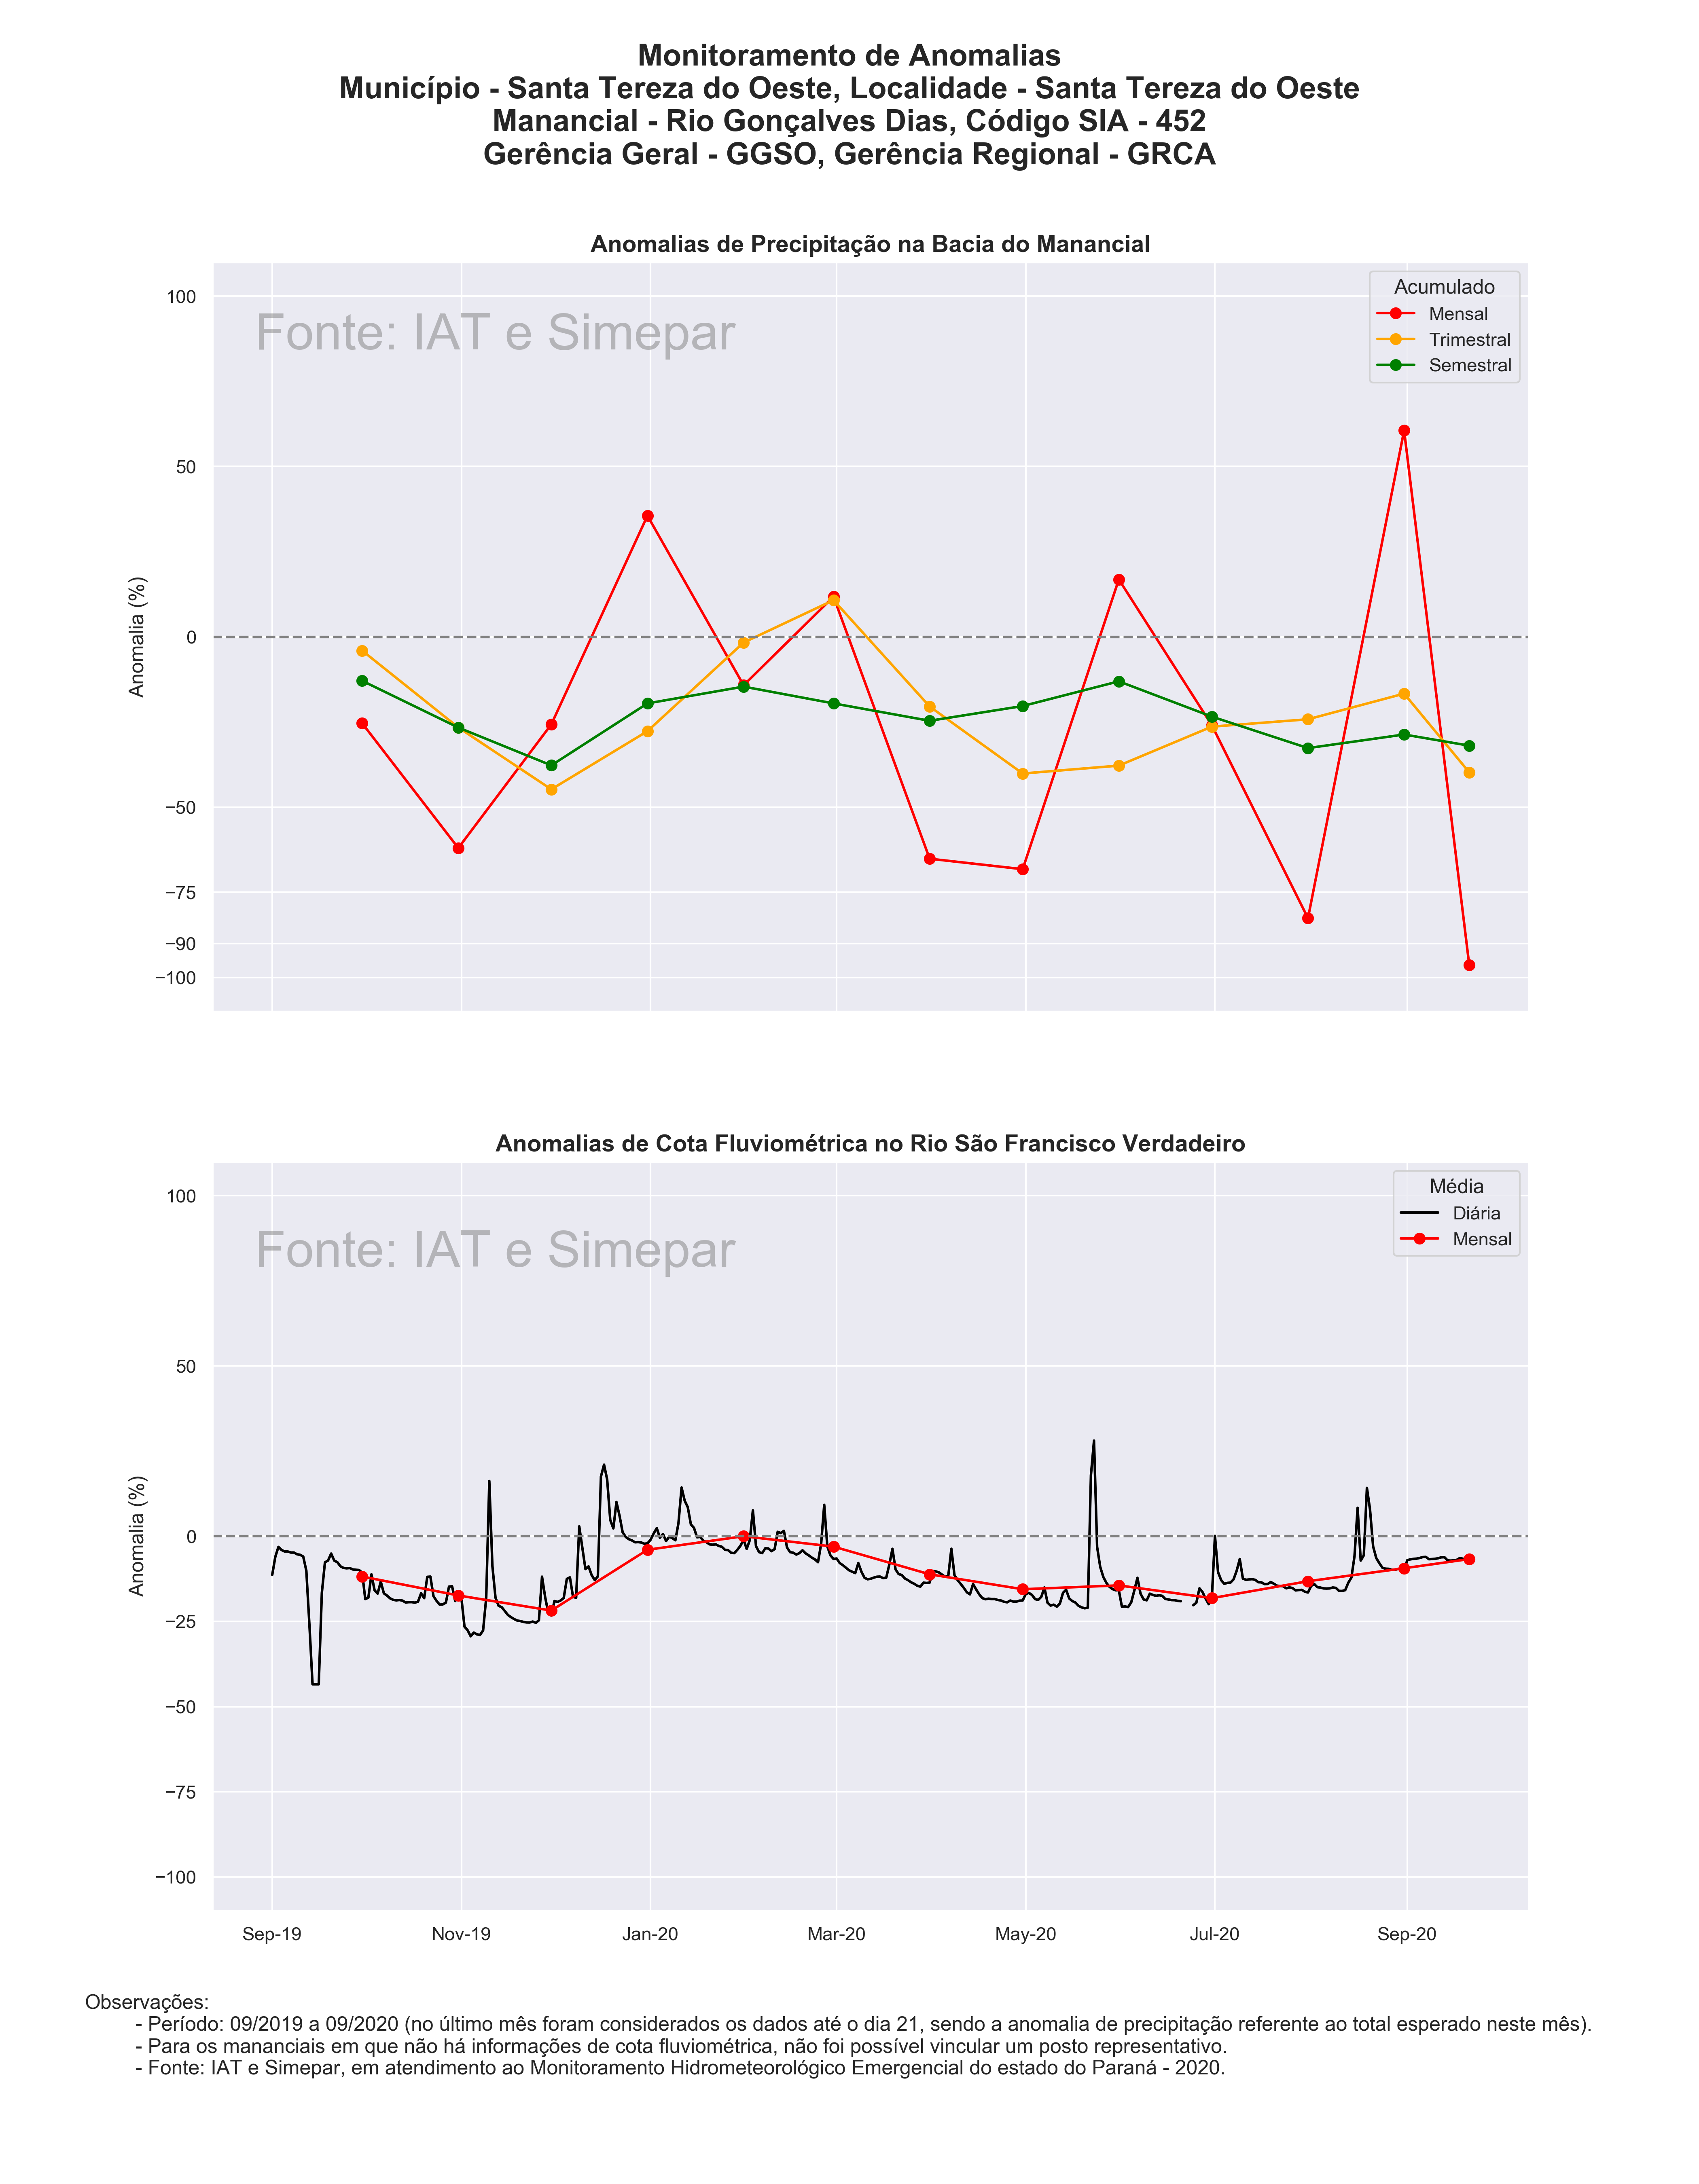 Monitoramento de Anomalias
Município - Santa Tereza do Oeste, Localidade - Santa Tereza do Oeste
Manancial - Rio Gonçalves Dias, Código SIA - 452
Gerência Geral - GGSO, Gerência Regional - GRCA
Anomalias de Precipitação na Bacia do Manancial
Fonte: IAT e Simepar
Acumulado
Mensal
Trimestral
Semestral
Anomalia (%)
100
50
0
−50
−75
−90
−100
Anomalias de Cota Fluviométrica no Rio São Francisco Verdadeiro
Fonte: IAT e Simepar
Média
Diária
Mensal
Anomalia (%)
100
50
0
−25
−50
−75
−100
Sep-19 Nov-19 Jan-20 Mar-20 May-20 Jul-20 Sep-20
Observações:
- Período: 09/2019 a 09/2020 (no último mês foram considerados os dados até o dia 21, sendo a anomalia de precipitação referente ao total esperado neste mês).
- Para os mananciais em que não há informações de cota fluviométrica, não foi possível vincular um posto representativo.
- Fonte: IAT e Simepar, em atendimento ao Monitoramento Hidrometeorológico Emergencial do estado do Paraná - 2020.